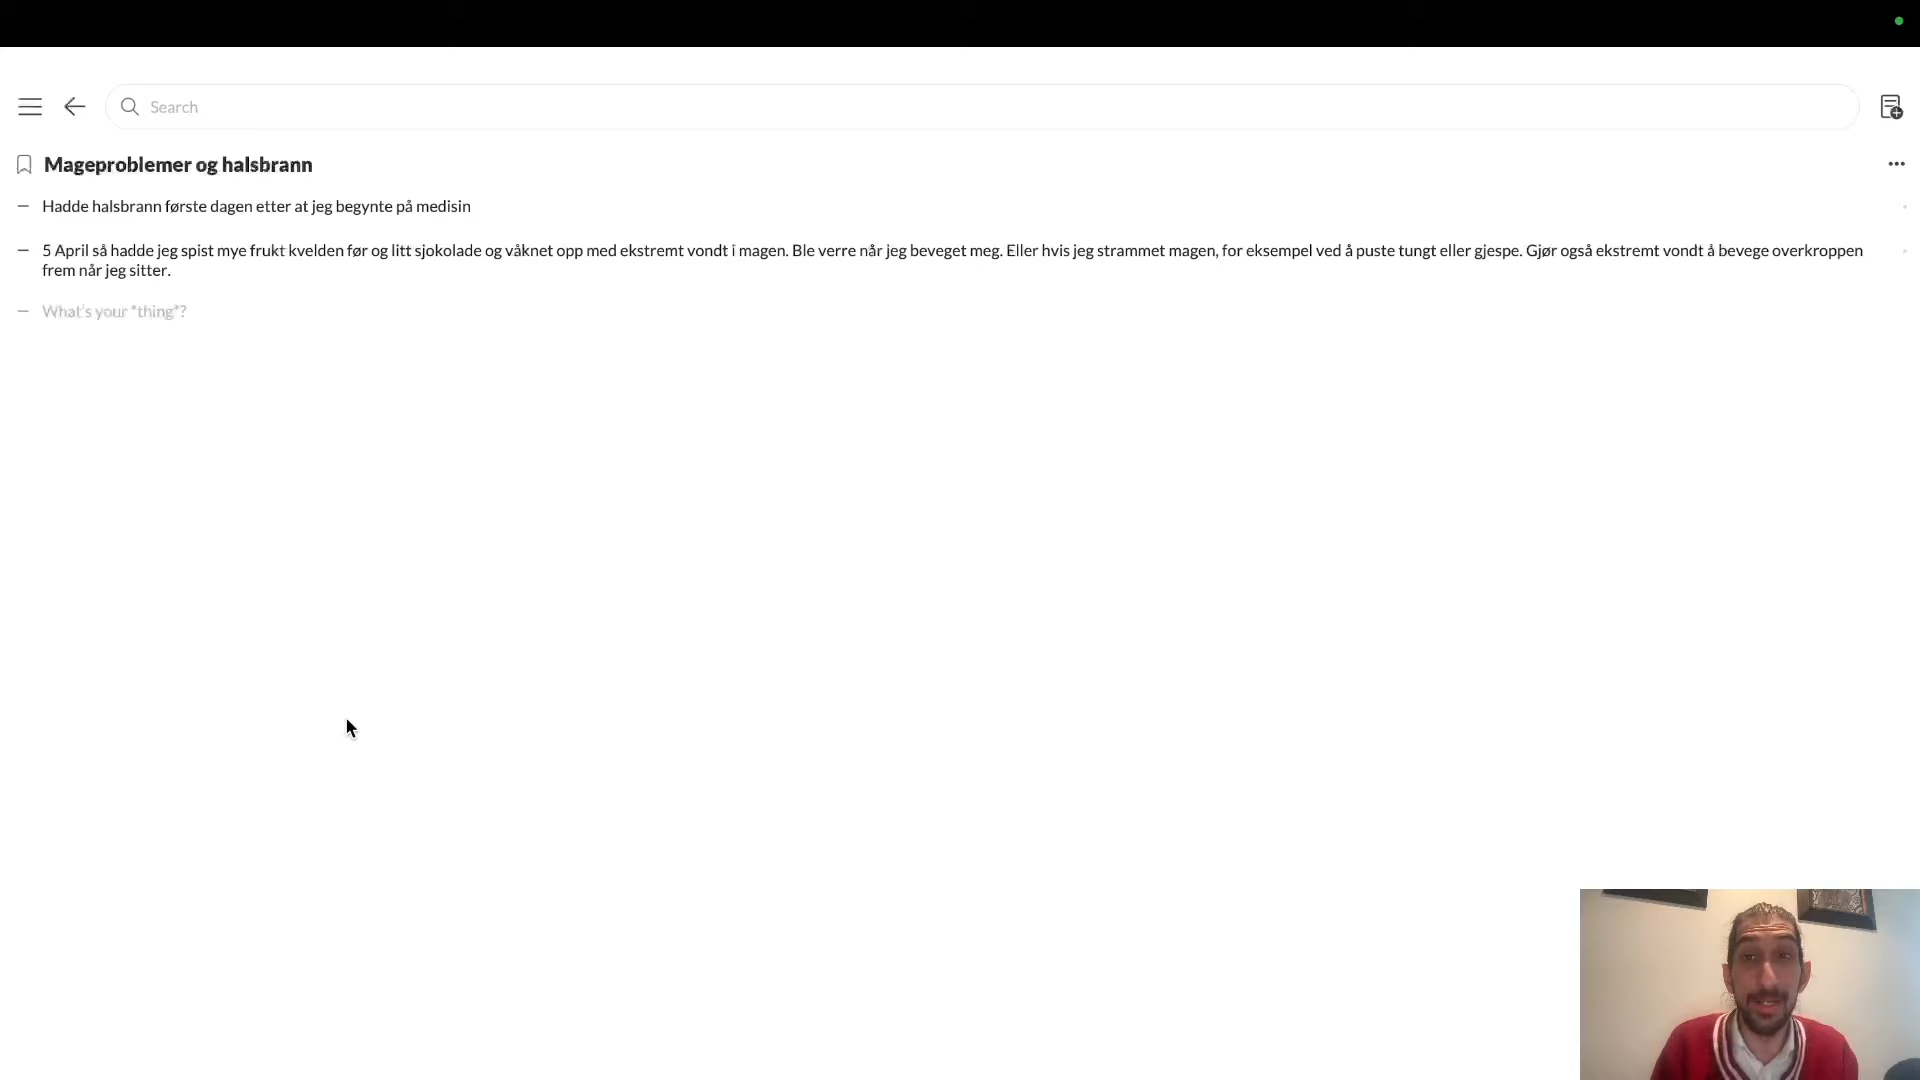 Search
Mageproblemer og halsbrann
Hadde halsbrann første dagen etter at jeg begynte på medisin
5 April så hadde jeg spist mye frukt kvelden før og litt sjokolade og våknet opp med ekstremt vondt i magen. Ble verre når jeg beveget meg. Eller hvis jeg strammet magen, for eksempel ved å puste tungt eller gjespe. Gjør også ekstremt vondt å bevege overkroppen
frem når jeg sitter.
What's your *thing*?